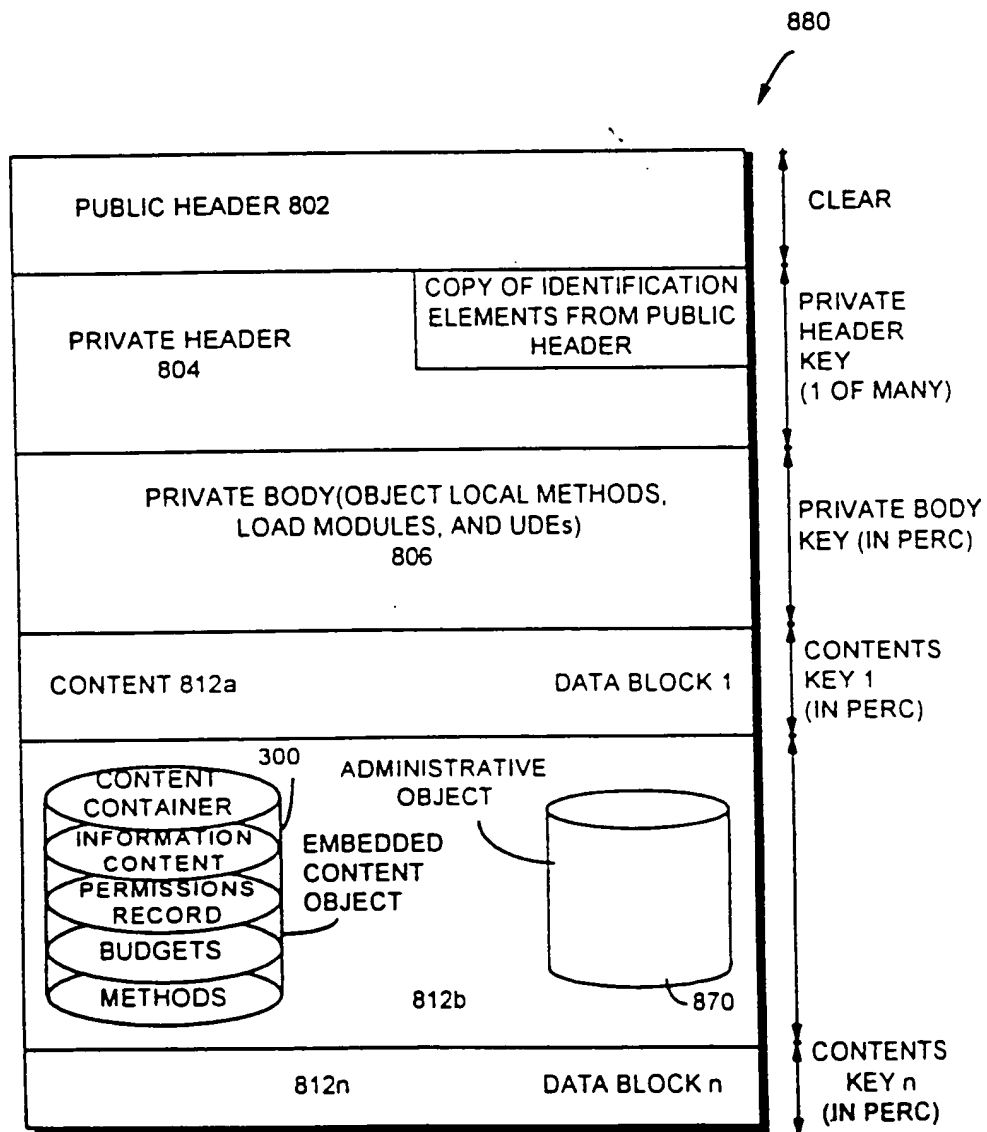 880
PUBLIC HEADER 802
CLEAR
COPY OF IDENTIFICATION
ELEMENTS FROM PUBLIC
HEADER
PRIVATE HEADER
804
PRIVATE
HEADER
KEY
(1 OF MANY)
PRIVATE BODY(OBJECT LOCAL METHODS,
LOAD MODULES, AND UDEs)
806
PRIVATE BODY
KEY (IN PERC)
CONTENT 812a
DATA BLOCK 1
CONTENTS
KEY 1
(IN PERC)
300
CONTENT
CONTAINER
INFORMATION
CONTENT
PERMISSIONS
RECORD
BUDGETS
METHODS
EMBEDDED
CONTENT
OBJECT
ADMINISTRATIVE
OBJECT
870
812b
812n
DATA BLOCK n
CONTENTS
KEY n
(IN PERC)